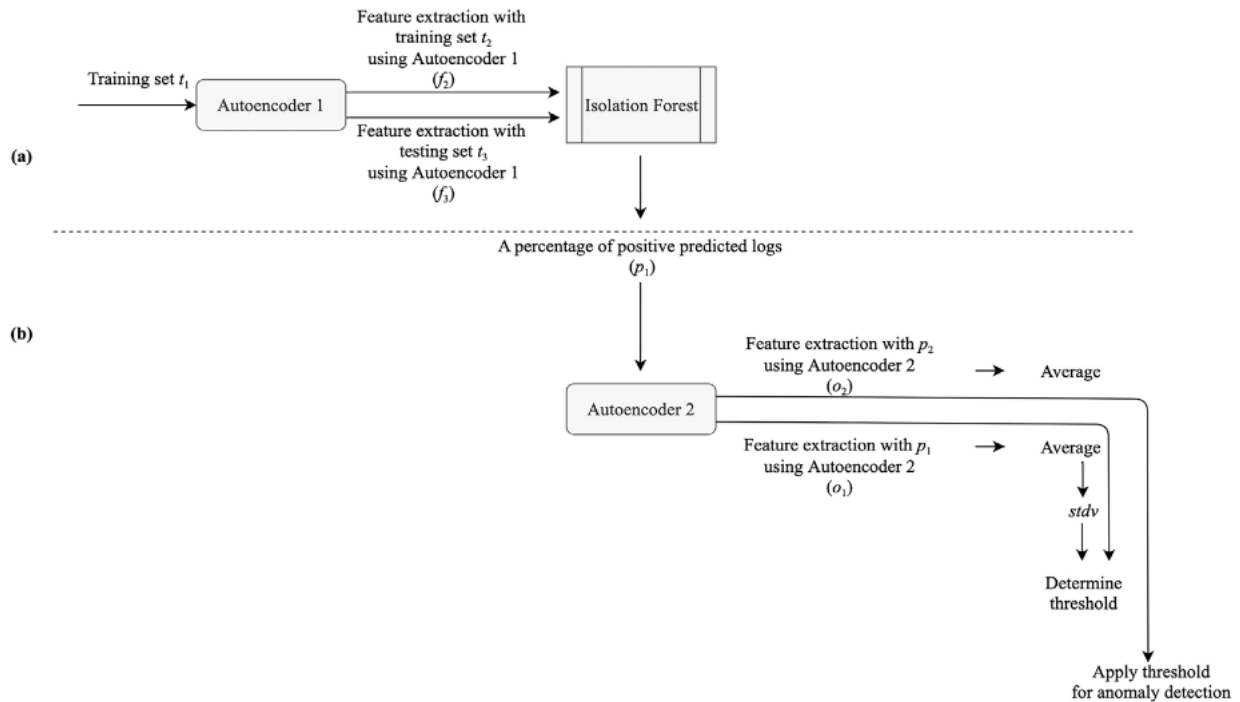 (a)
Training set t₁
Autoencoder 1
Feature extraction with
training set t₂
using Autoencoder 1
(f₂)
Feature extraction with
testing set t₃
using Autoencoder 1
(f₃)
Isolation Forest
(b)
A percentage of positive predicted logs
(p₁)
Autoencoder 2
Feature extraction with p₂
using Autoencoder 2
(o₂)
Average
Feature extraction with p₁
using Autoencoder 2
(o₁)
Average
stdv
Determine
threshold
Apply threshold
for anomaly detection